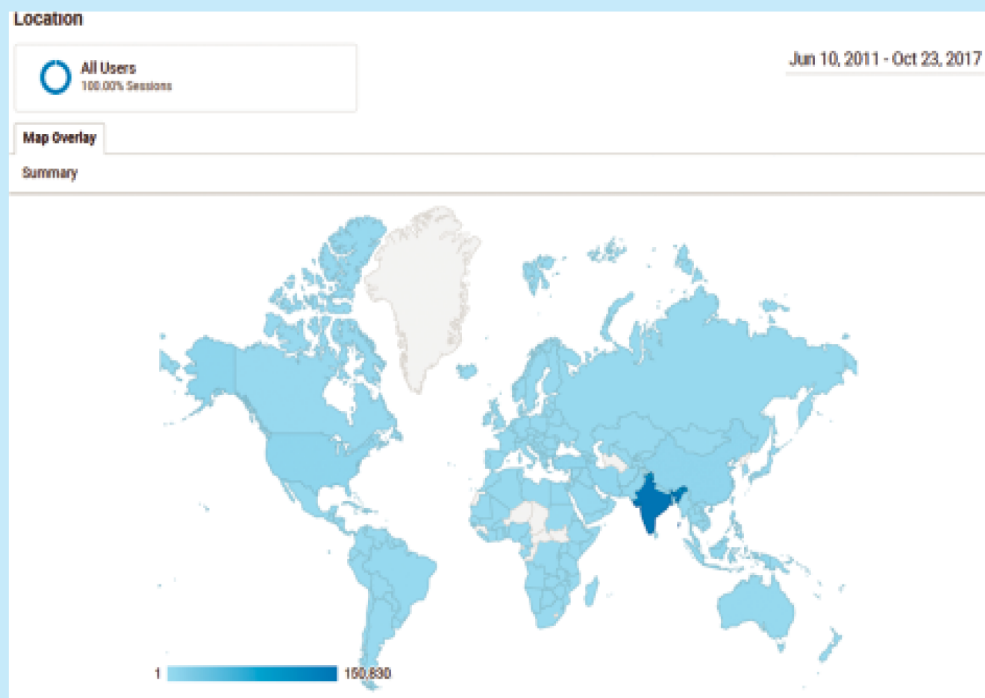 Location
All Users
100.00% Sessions
Jun 10, 2011 - Oct 23, 2017
Map Overlay
Summary
1
150,830